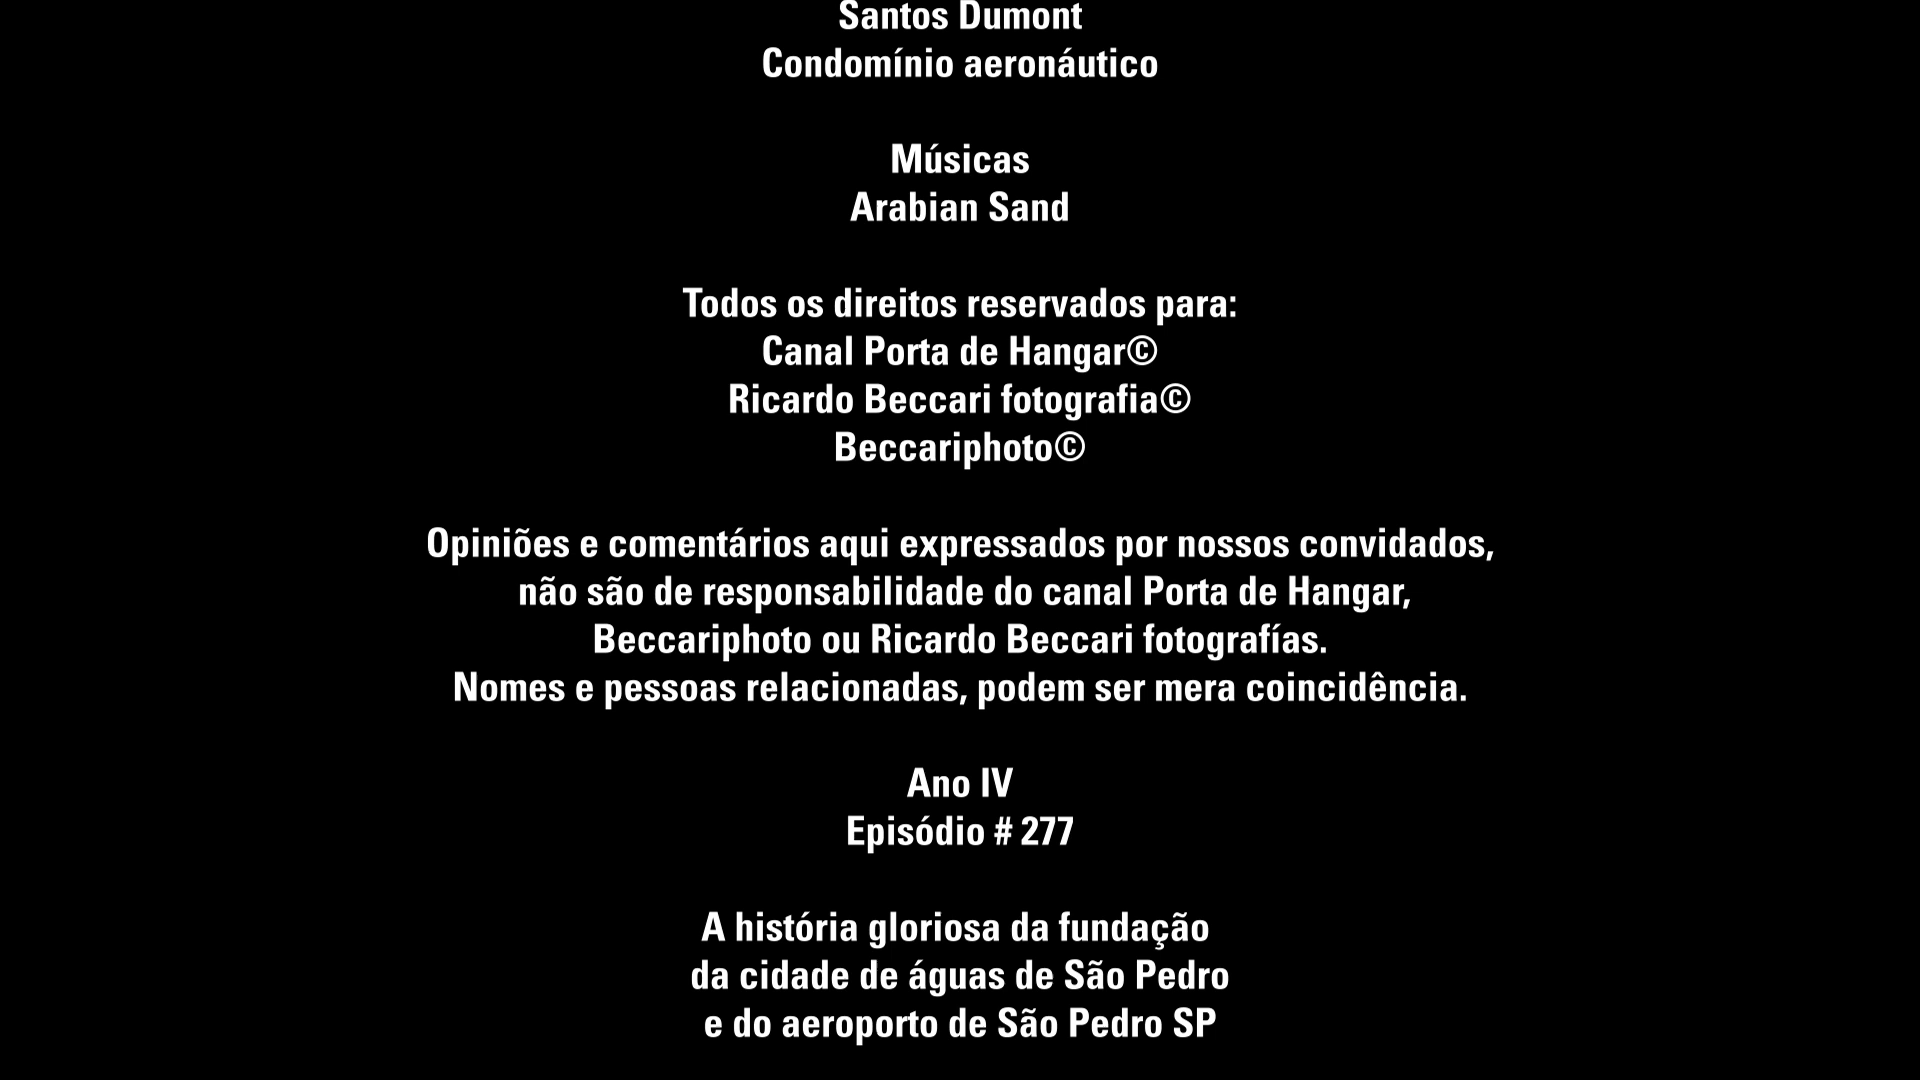 Santos Dumont
Condomínio aeronáutico
Músicas
Arabian Sand
Todos os direitos reservados para:
Canal Porta de Hangar©
Ricardo Beccari fotografia©
Beccariphoto©
Opiniões e comentários aqui expressados por nossos convidados,
não são de responsabilidade do canal Porta de Hangar,
Beccariphoto ou Ricardo Beccari fotografías.
Nomes e pessoas relacionadas, podem ser mera coincidência.
Ano IV
Episódio # 277
A história gloriosa da fundação
da cidade de águas de São Pedro
e do aeroporto de São Pedro SP